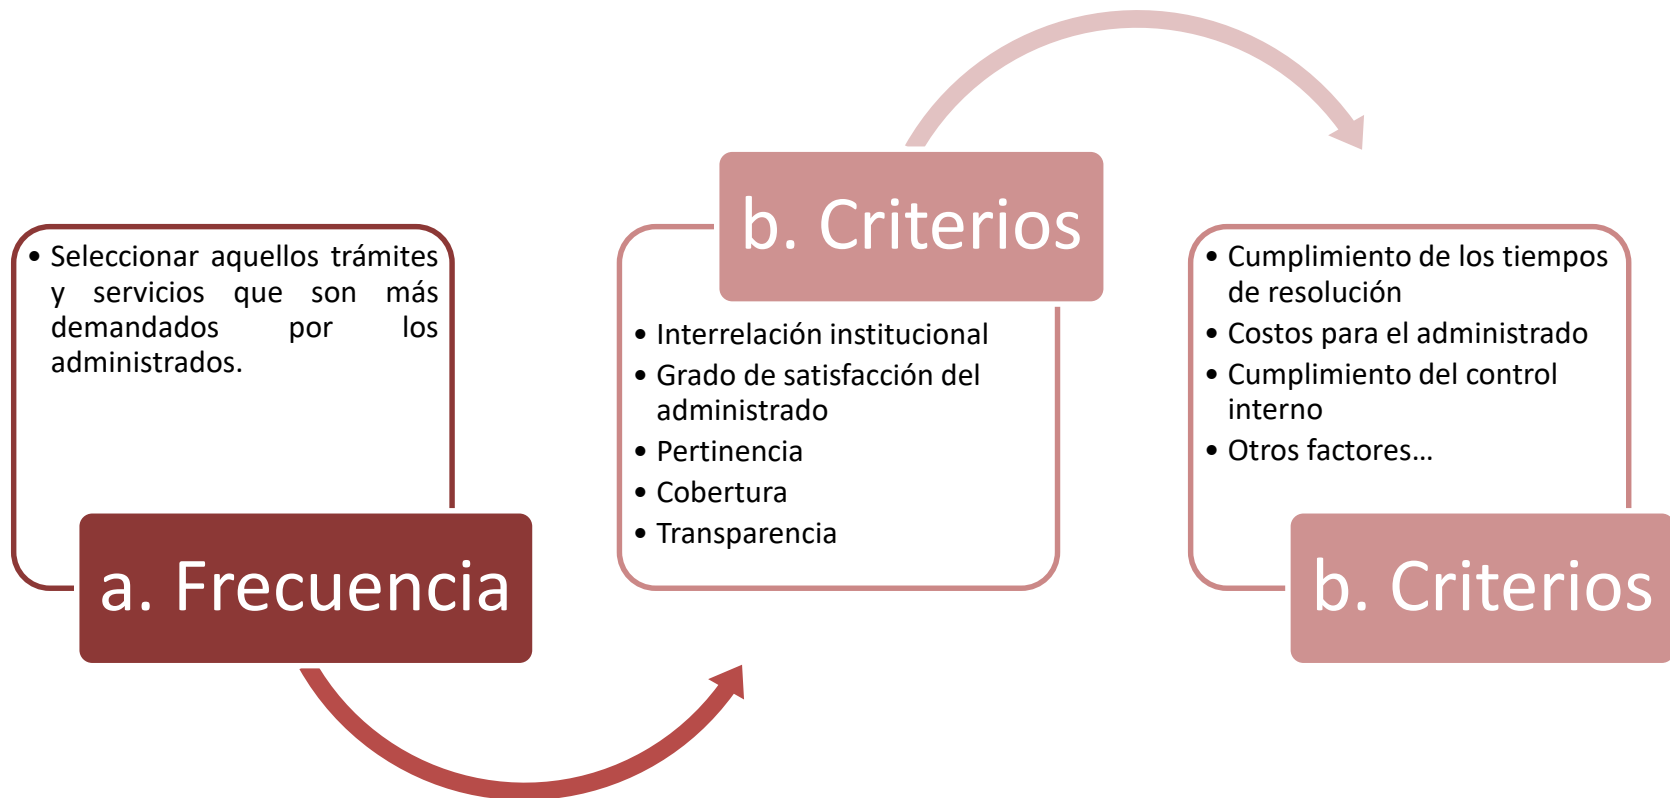 • Seleccionar aquellos trámites
y servicios que son más
demandados por los
administrados.
a. Frecuencia
b. Criterios
• Interrelación institucional
• Grado de satisfacción del
administrado
• Pertinencia
• Cobertura
• Transparencia
• Cumplimiento de los tiempos
de resolución
• Costos para el administrado
• Cumplimiento del control
interno
• Otros factores...
b. Criterios